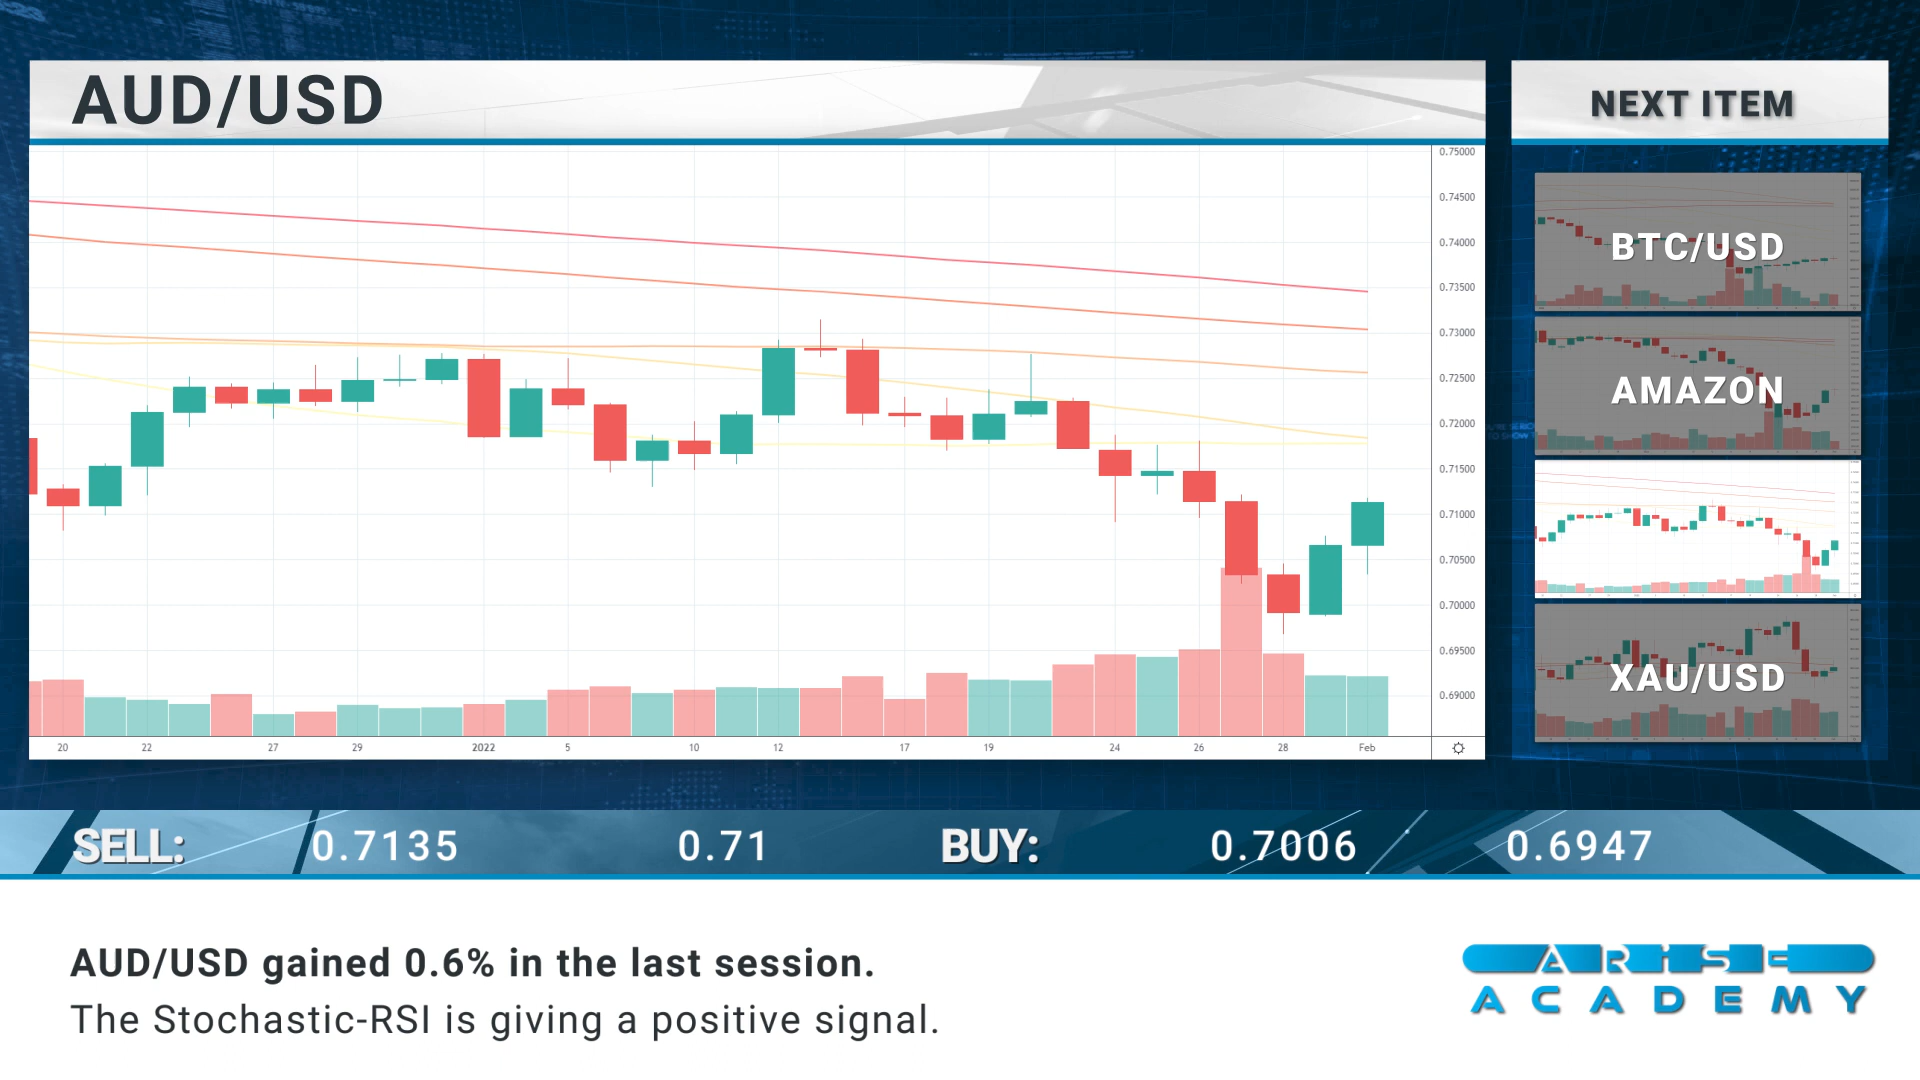 AUD/USD
NEXT ITEM
0.75000
0.74500
0.74000
0.73500
0.73000
0.72500
0.72000
0.71500
0.71000
0.70500
0.70000
0.69500
0.69000
20 22 27 29 2022 5 10 12 17 19 24 26 28 Feb
BTC/USD
AMAZON
XAU/USD
SELL: 0.7135 0.71 BUY: 0.7006 0.6947
AUD/USD gained 0.6% in the last session.
The Stochastic-RSI is giving a positive signal.
ARISE
ACADEMY